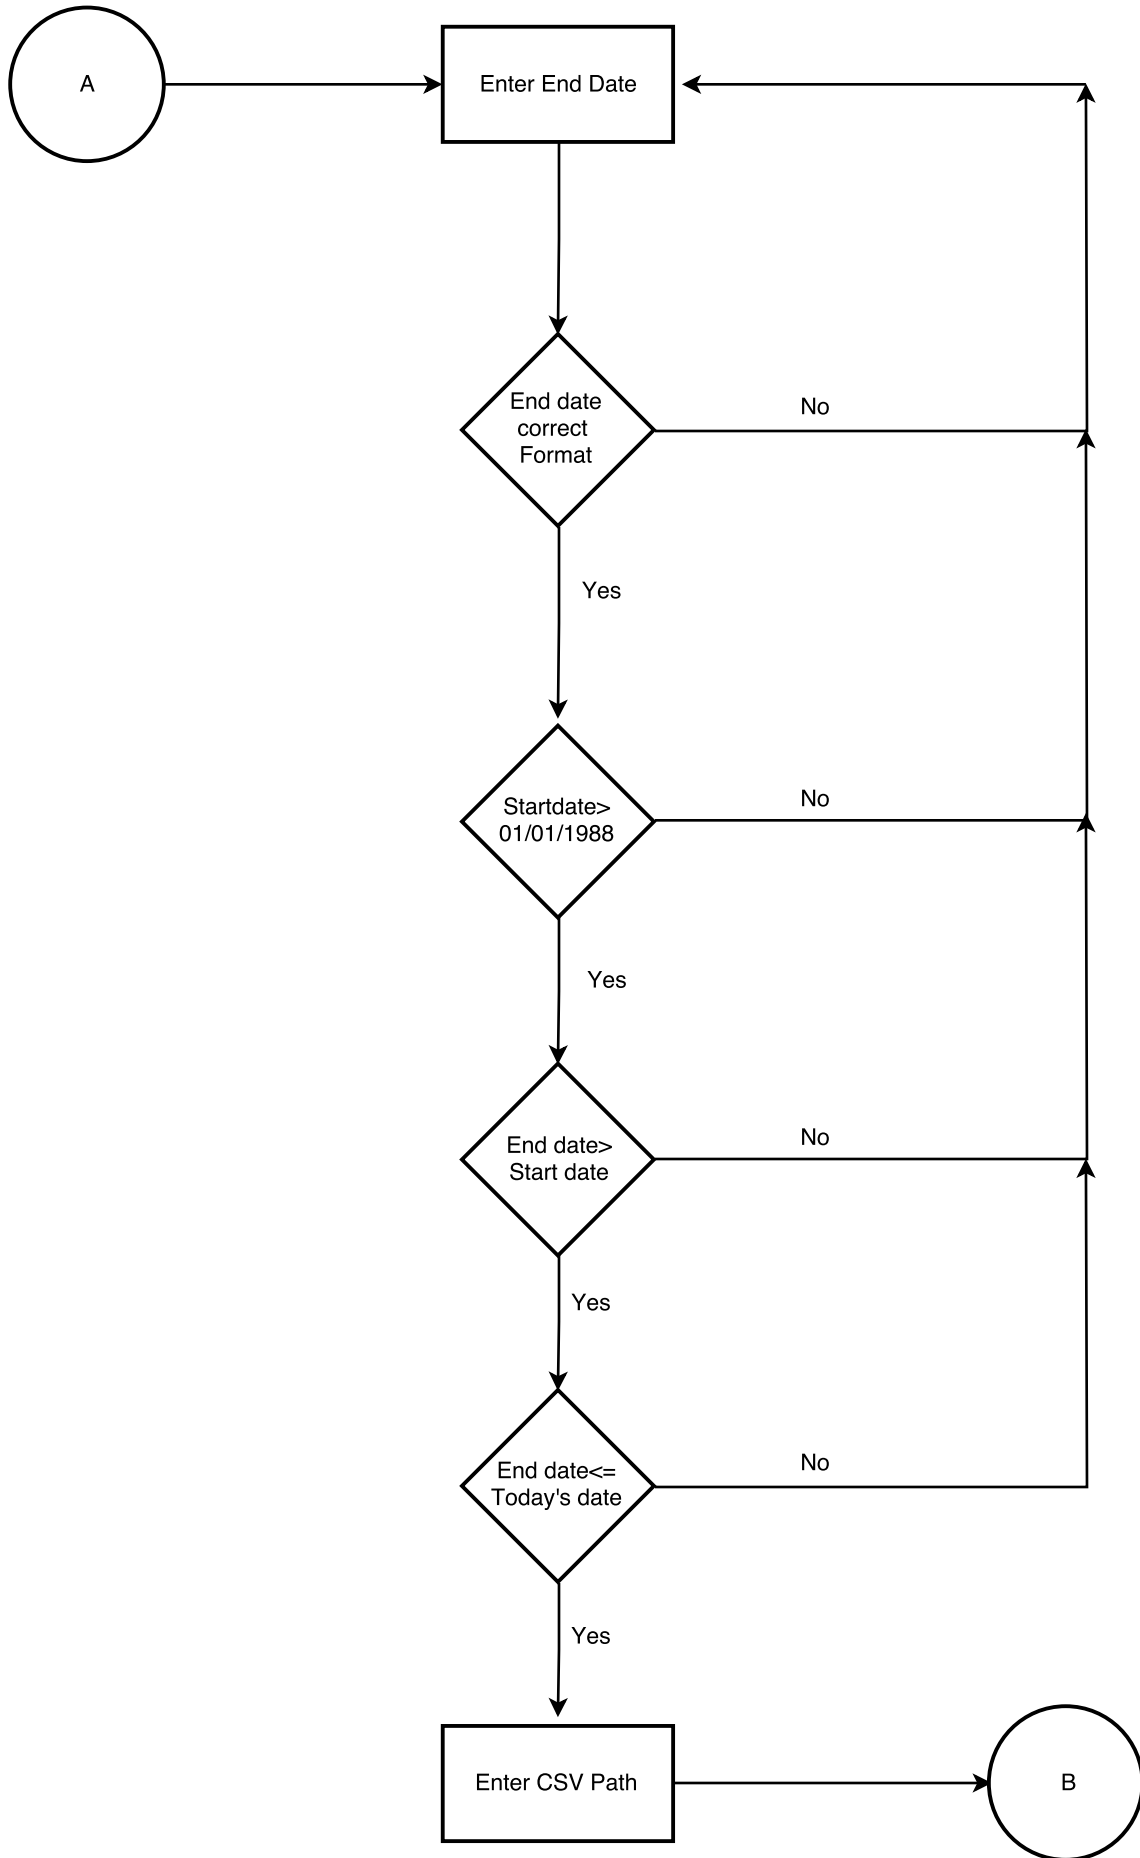 A
Enter End Date
End date
correct
Format
No
Yes
Startdate>
01/01/1988
No
Yes
End date>
Start date
No
Yes
End date<=
Today's date
No
Yes
Enter CSV Path
B